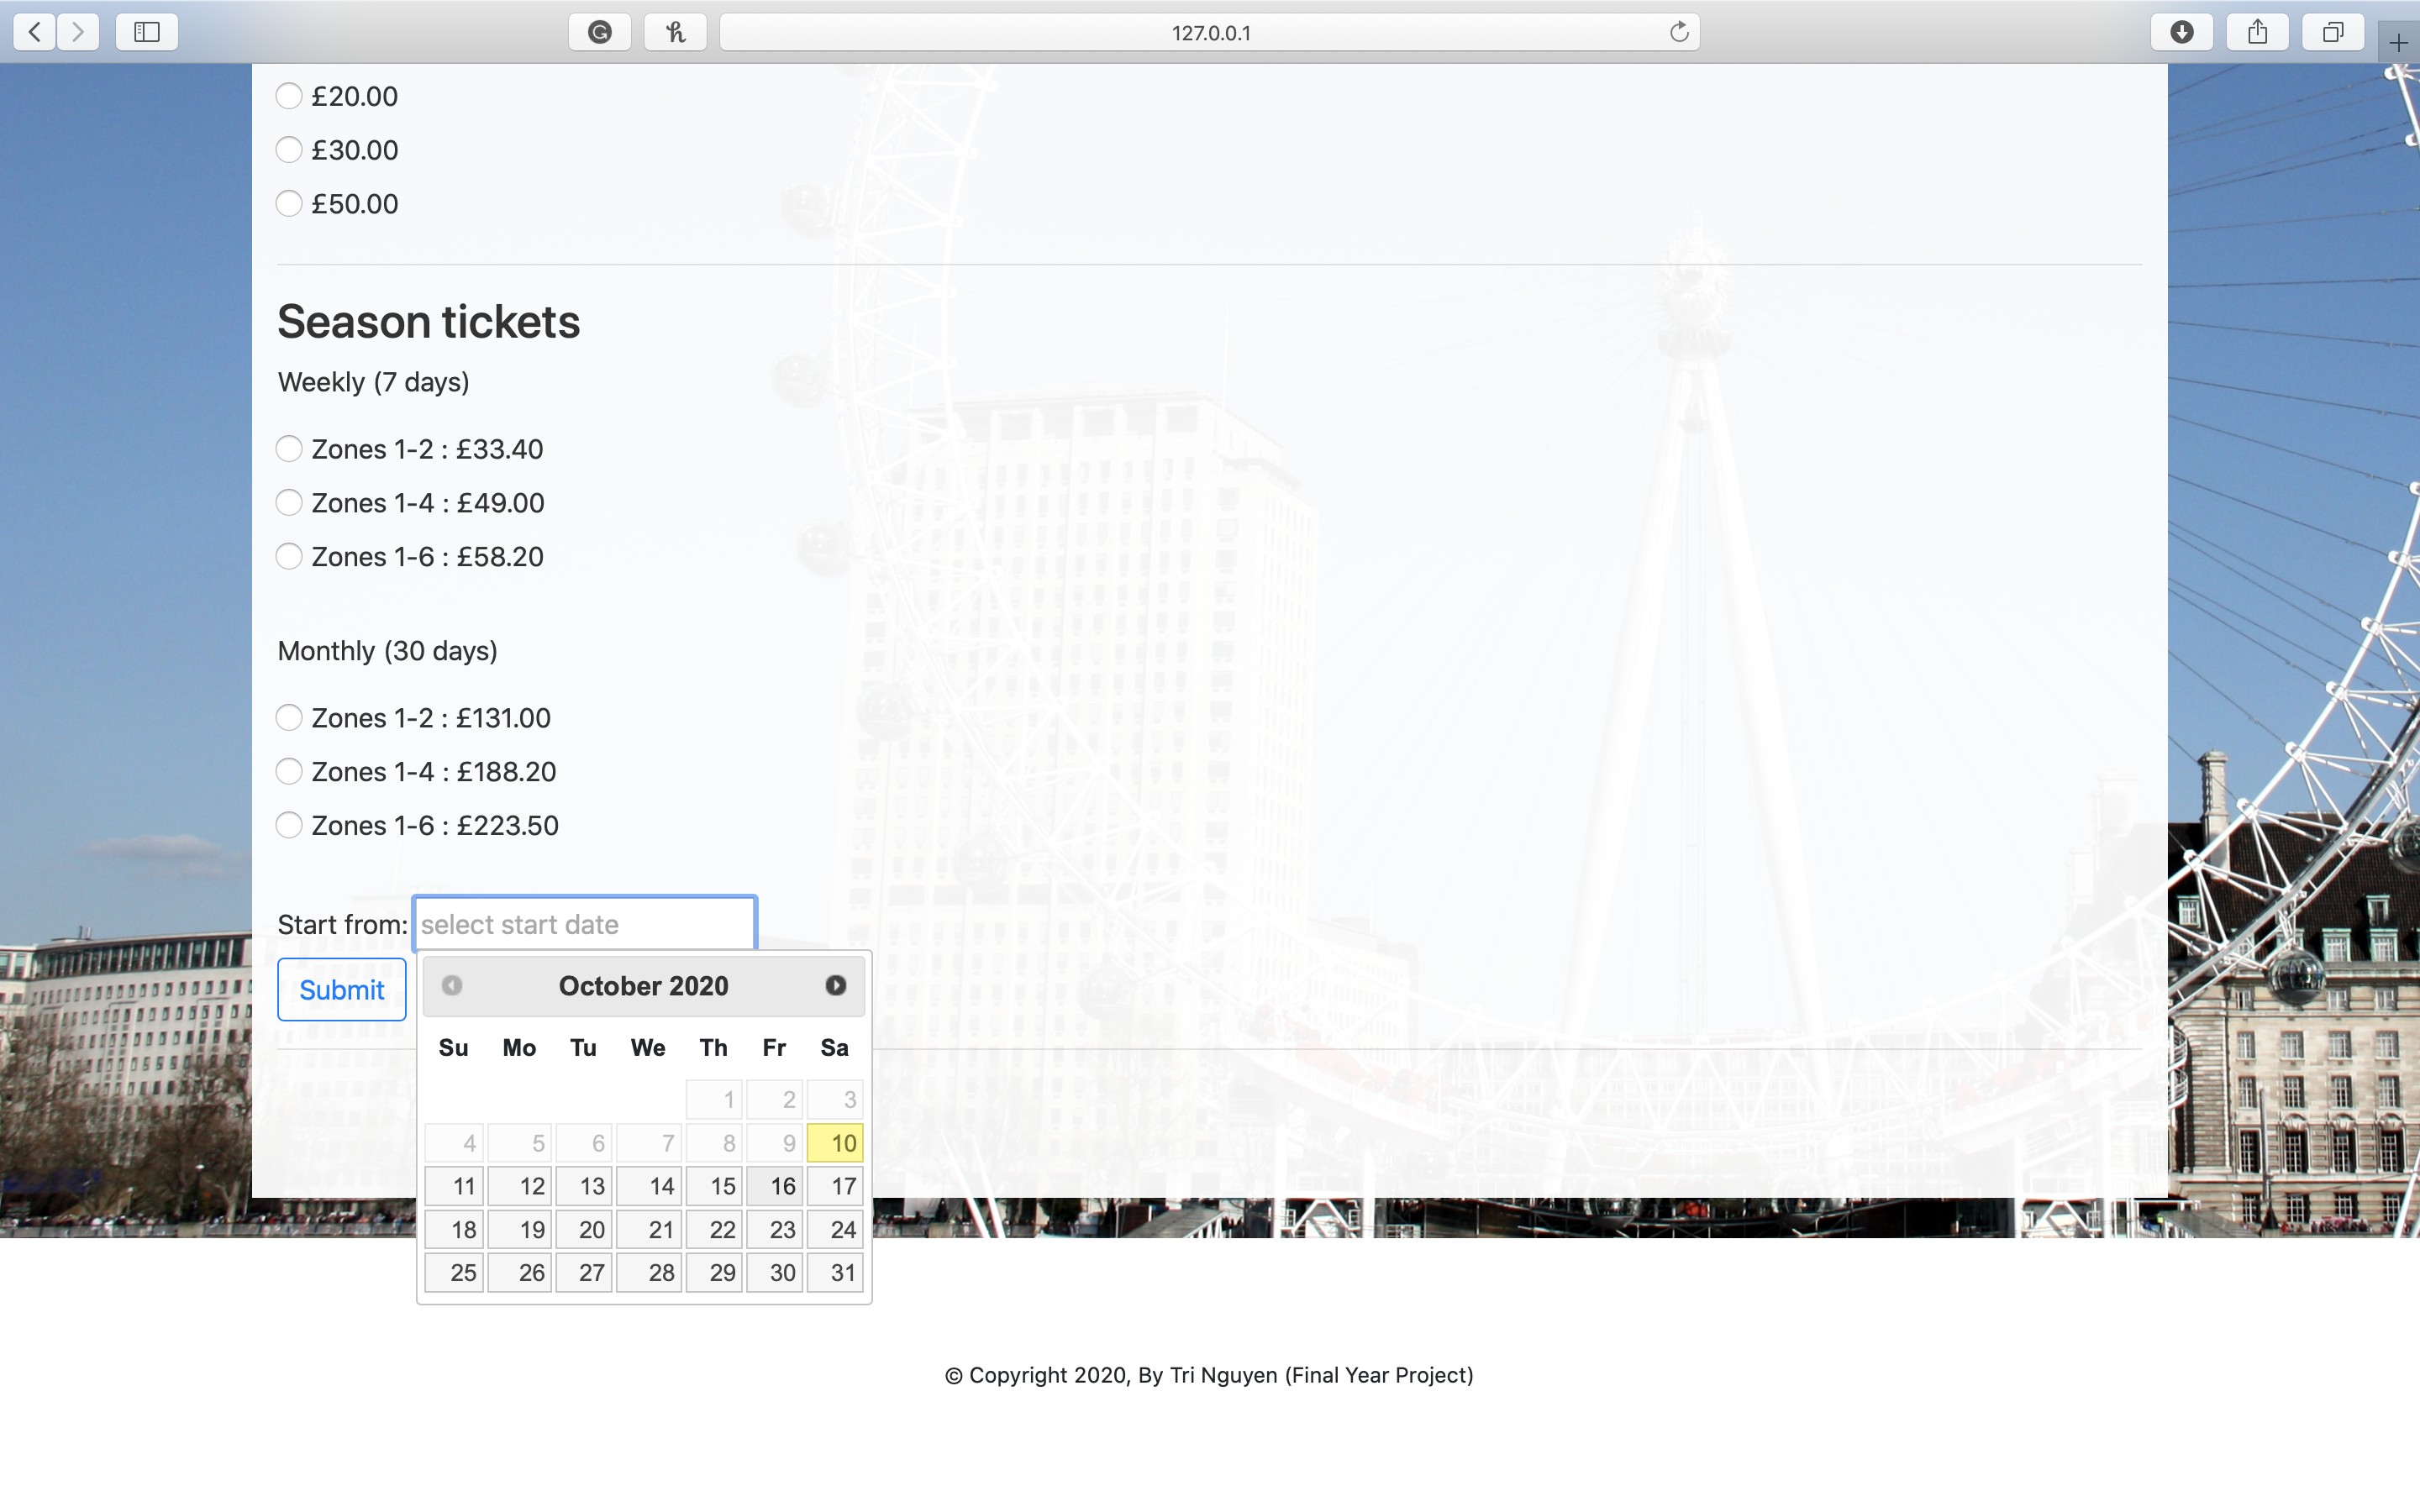 127.0.0.1
£20.00
£30.00
£50.00
Season tickets
Weekly (7 days)
Zones 1-2 : £33.40
Zones 1-4 : £49.00
Zones 1-6 : £58.20
Monthly (30 days)
Zones 1-2 : £131.00
Zones 1-4 : £188.20
Zones 1-6 : £223.50
Start from: select start date
Submit
October 2020
Su Mo Tu We Th Fr Sa
1 2 3
4 5 6 7 8 9 10
11 12 13 14 15 16 17
18 19 20 21 22 23 24
25 26 27 28 29 30 31
© Copyright 2020, By Tri Nguyen (Final Year Project)